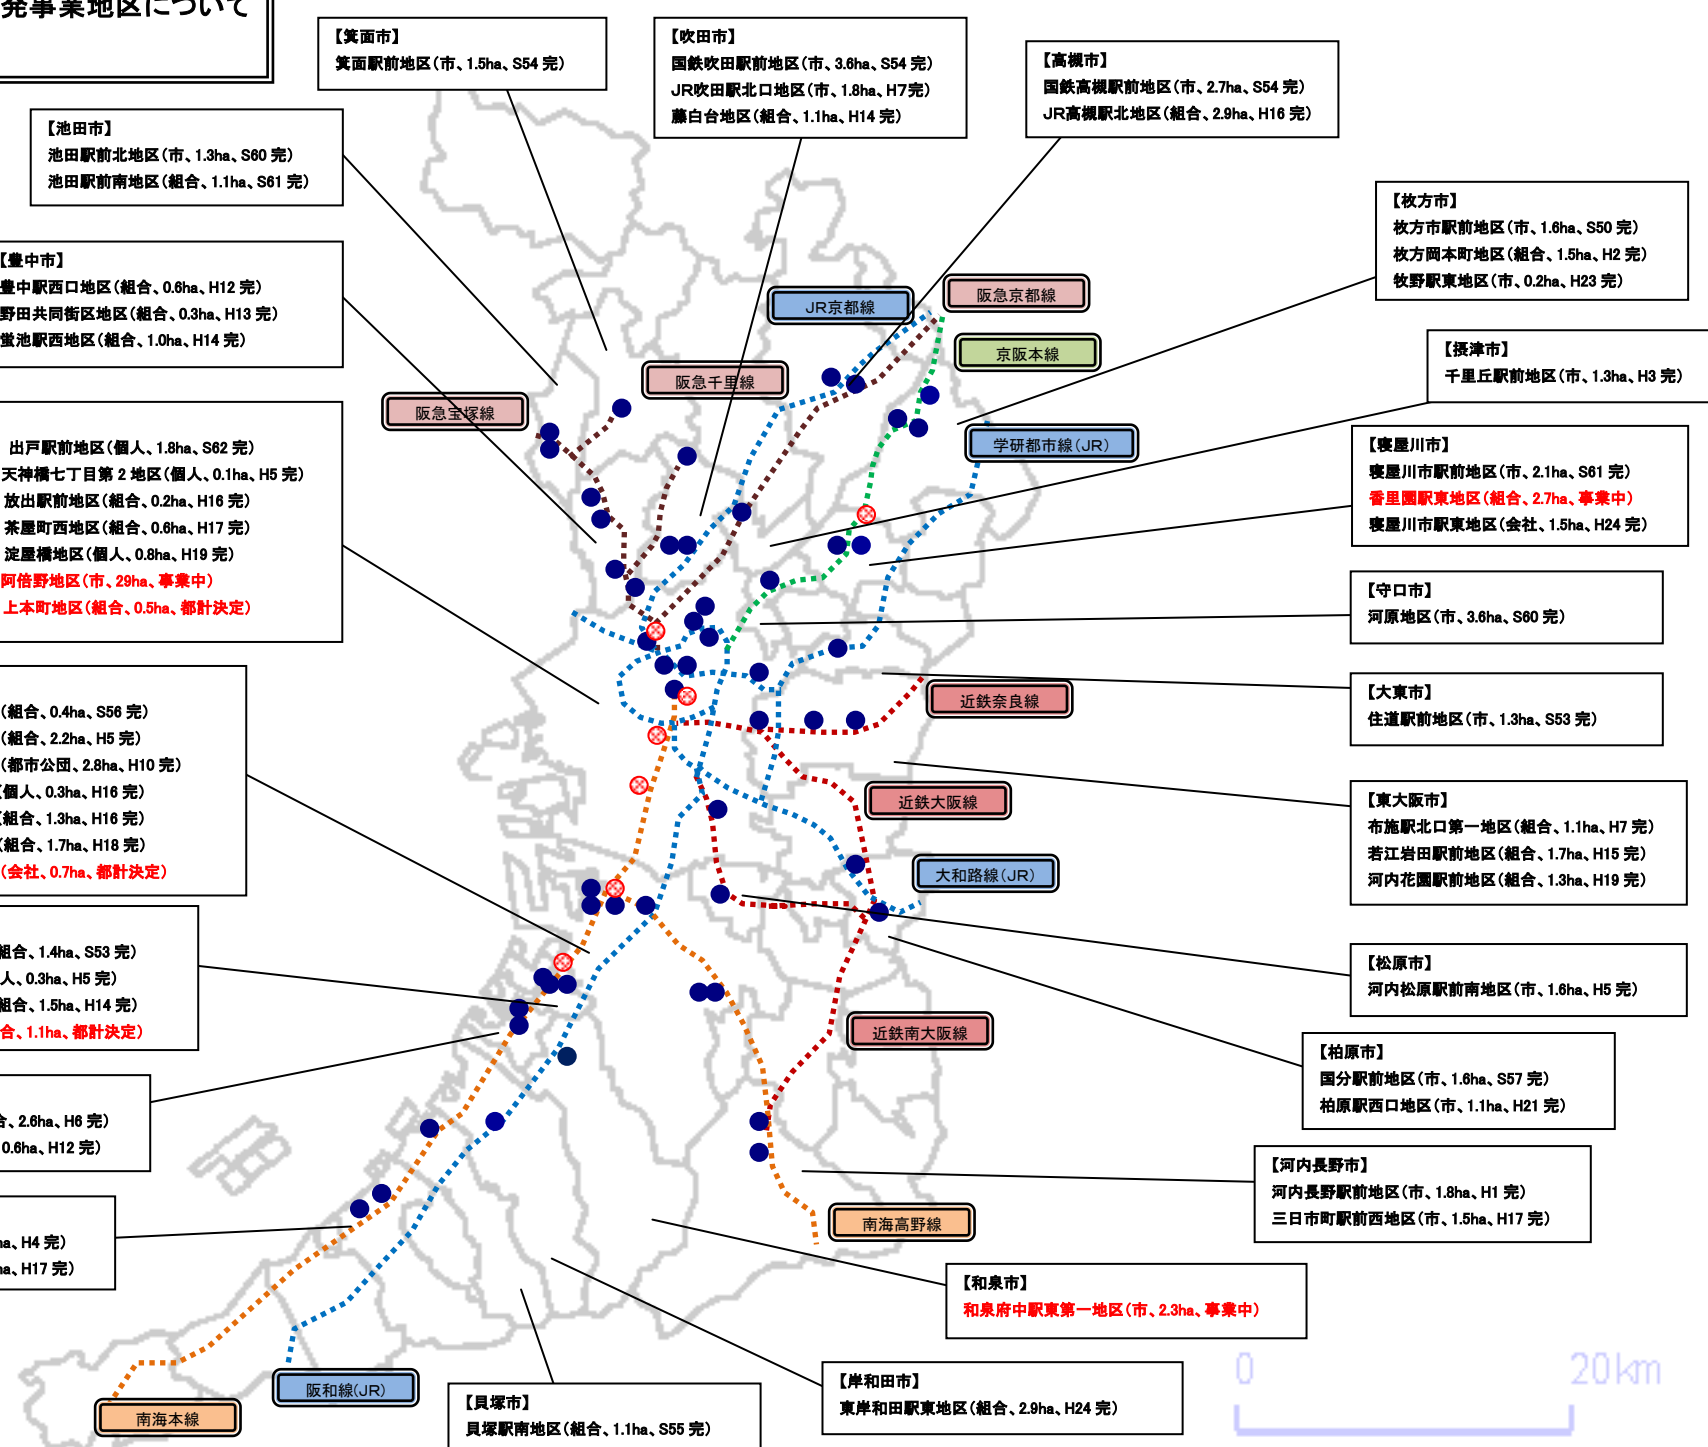 発事業地区について
【箕面市】
箕面駅前地区(市、1.5ha、S54 完)
【吹田市】
国鉄吹田駅前地区(市、3.6ha、S54 完)
JR吹田駅北口地区(市、1.8ha、H7完)
藤白台地区(組合、1.1ha、H14 完)
【高槻市】
国鉄高槻駅前地区(市、2.7ha、S54 完)
JR高槻駅北地区(組合、2.9ha、H16 完)
【池田市】
池田駅前北地区(市、1.3ha、S60 完)
池田駅前南地区(組合、1.1ha、S61 完)
【枚方市】
枚方市駅前地区(市、1.6ha、S50 完)
枚方岡本町地区(組合、1.5ha、H2 完)
牧野駅東地区(市、0.2ha、H23 完)
【豊中市】
豊中駅西口地区(組合、0.6ha、H12 完)
野田共同街区地区(組合、0.3ha、H13 完)
蛍池駅西地区(組合、1.0ha、H14 完)
JR京都線
阪急京都線
京阪本線
阪急千里線
阪急宝塚線
学研都市線(JR)
【摂津市】
千里丘駅前地区(市、1.3ha、H3 完)
出戸駅前地区(個人、1.8ha、S62 完)
天神橋七丁目第 2 地区(個人、0.1ha、H5 完)
放出駅前地区(組合、0.2ha、H16 完)
茶屋町西地区(組合、0.6ha、H17 完)
淀屋橋地区(個人、0.8ha、H19 完)
阿倍野地区(市、29ha、事業中)
上本町地区(組合、0.5ha、都計決定)
【寝屋川市】
寝屋川市駅前地区(市、2.1ha、S61 完)
香里園駅東地区(組合、2.7ha、事業中)
寝屋川市駅東地区(会社、1.5ha、H24 完)
【守口市】
河原地区(市、3.6ha、S60 完)
【大東市】
住道駅前地区(市、1.3ha、S53 完)
近鉄奈良線
(組合、0.4ha、S56 完)
(組合、2.2ha、H5 完)
(都市公団、2.8ha、H10 完)
(個人、0.3ha、H16 完)
(組合、1.3ha、H16 完)
(組合、1.7ha、H18 完)
(会社、0.7ha、都計決定)
近鉄大阪線
【東大阪市】
布施駅北口第一地区(組合、1.1ha、H7 完)
若江岩田駅前地区(組合、1.7ha、H15 完)
河内花園駅前地区(組合、1.3ha、H19 完)
大和路線(JR)
組合、1.4ha、S53 完)
人、0.3ha、H5 完)
組合、1.5ha、H14 完)
合、1.1ha、都計決定)
【松原市】
河内松原駅前南地区(市、1.6ha、H5 完)
近鉄南大阪線
【柏原市】
国分駅前地区(市、1.6ha、S57 完)
柏原駅西口地区(市、1.1ha、H21 完)
合、2.6ha、H6 完)
0.6ha、H12 完)
【河内長野市】
河内長野駅前地区(市、1.8ha、H1 完)
三日市町駅前西地区(市、1.5ha、H17 完)
南海高野線
ha、H4 完)
ha、H17 完)
【和泉市】
和泉府中駅東第一地区(市、2.3ha、事業中)
【岸和田市】
東岸和田駅東地区(組合、2.9ha、H24 完)
【貝塚市】
貝塚駅南地区(組合、1.1ha、S55 完)
阪和線(JR)
南海本線
0 20km